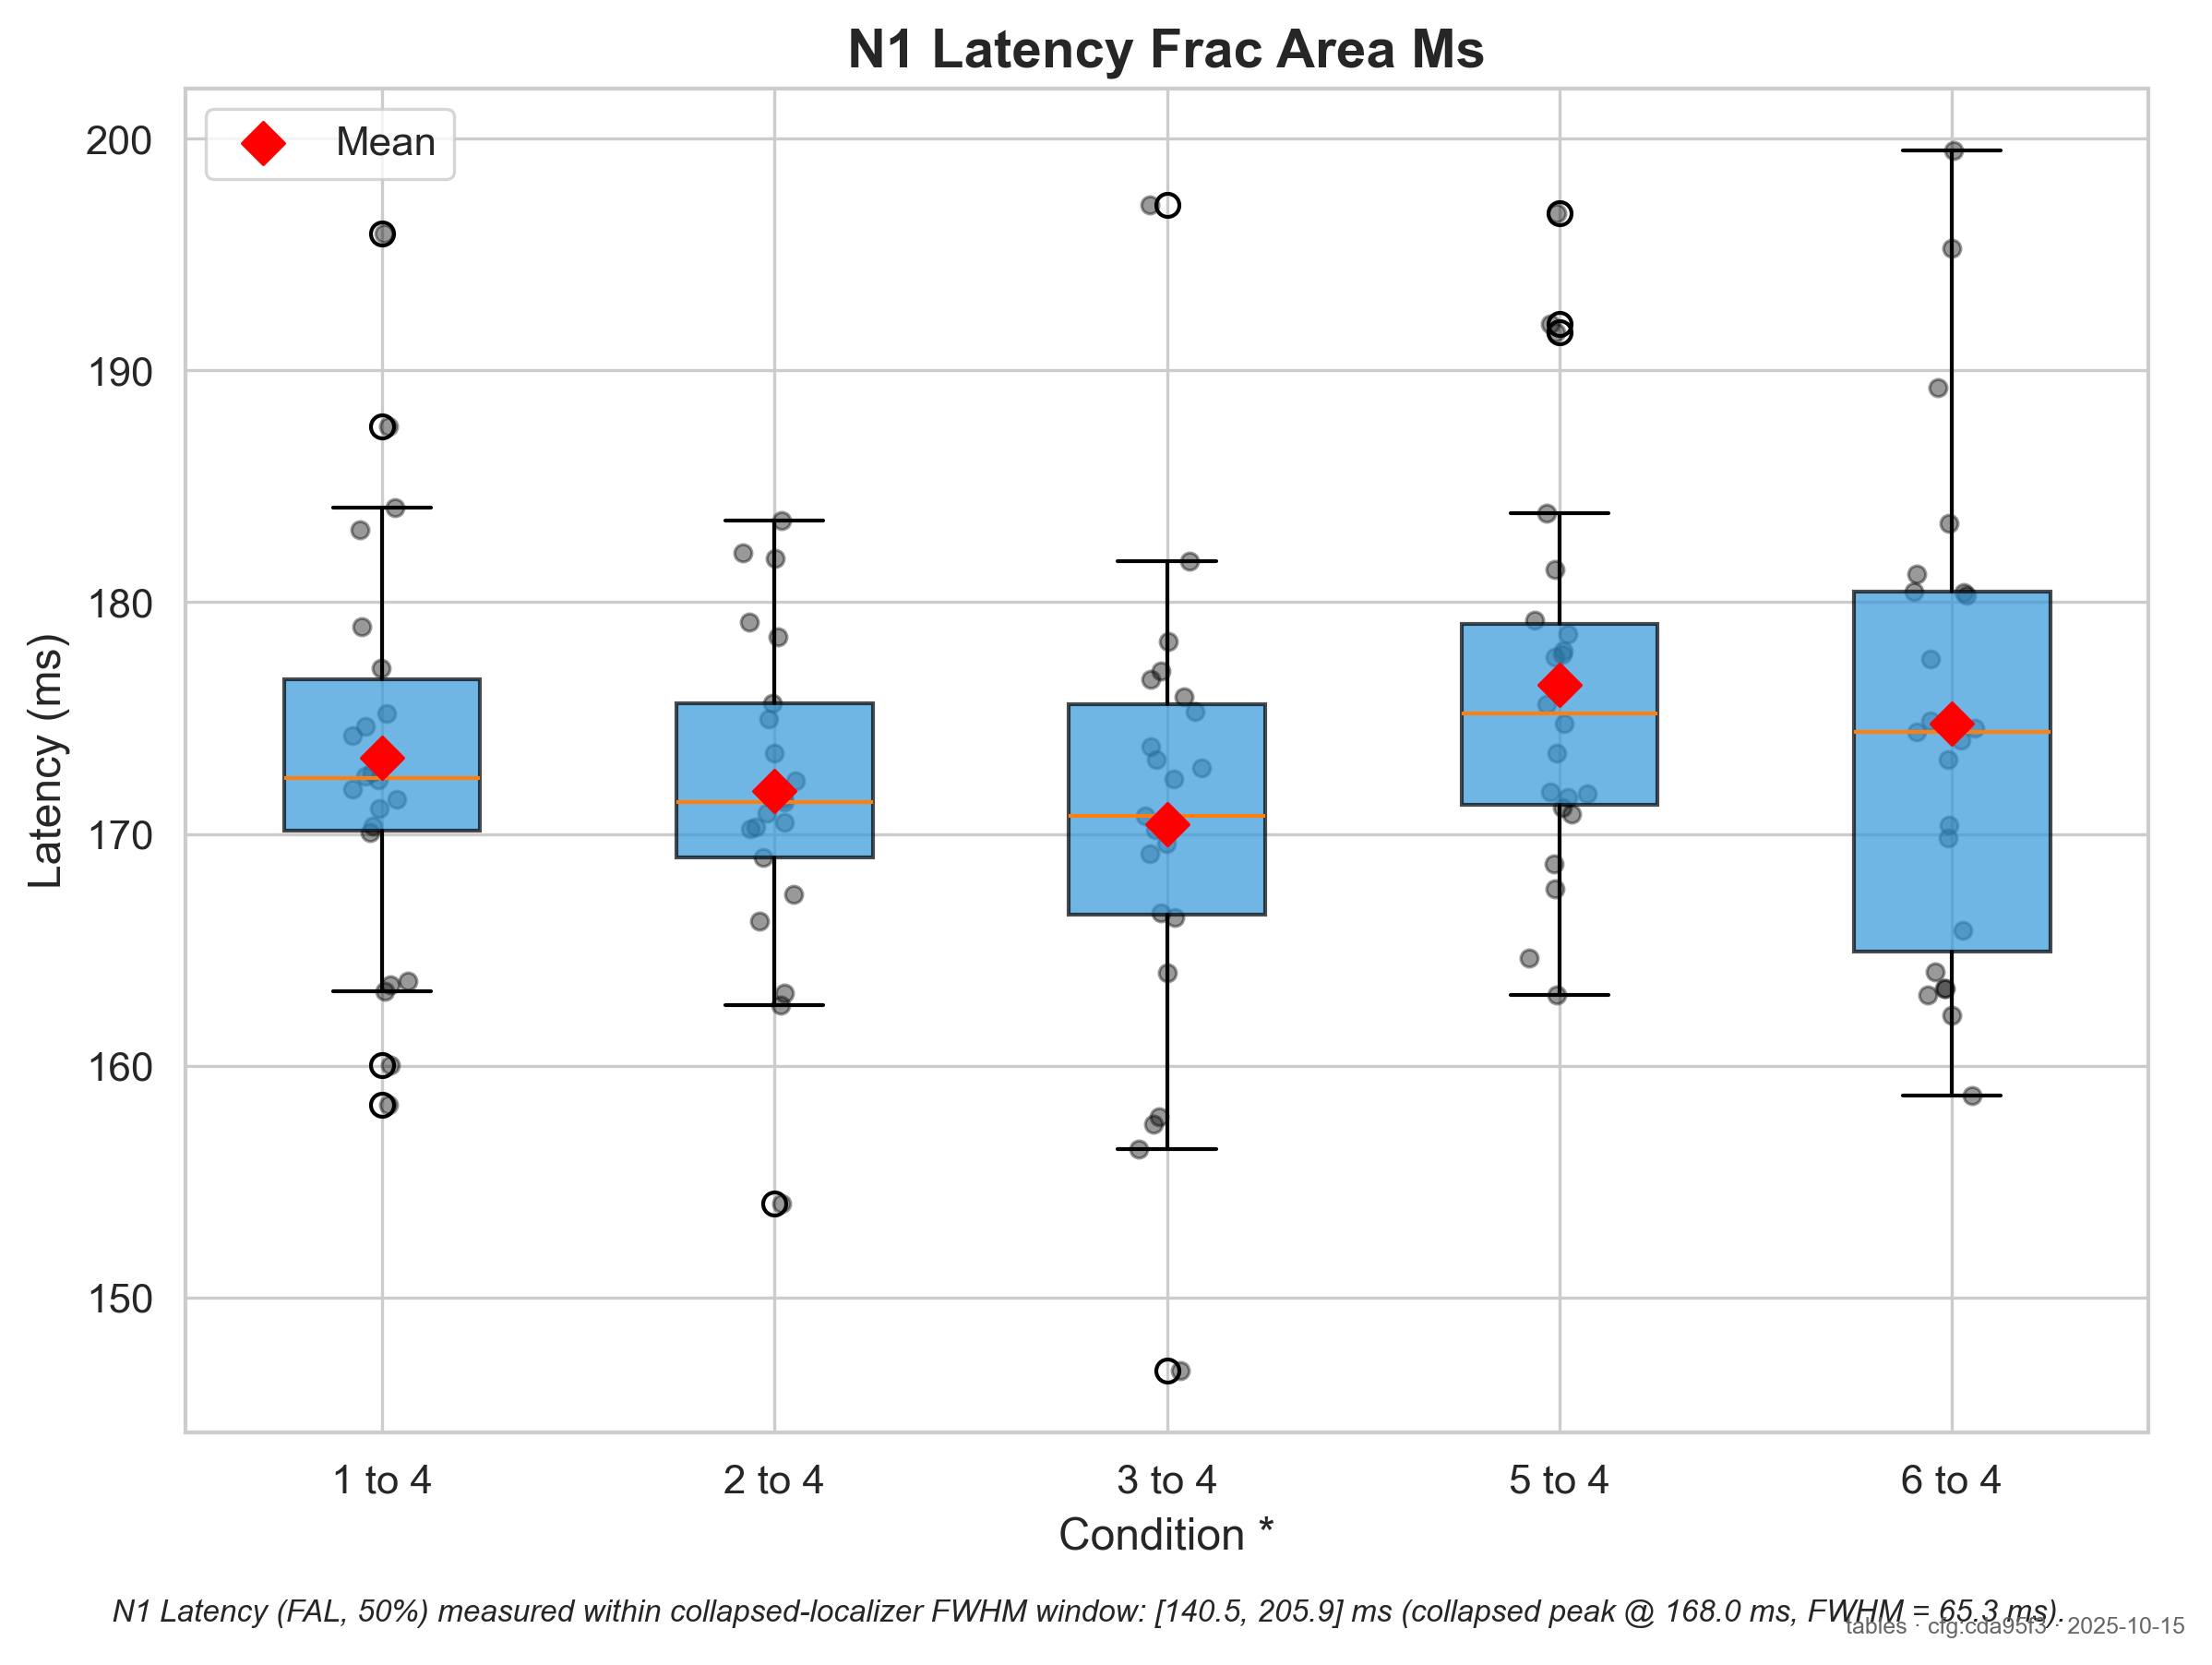 N1 Latency Frac Area Ms
Mean
200
190
180
170
160
150
Latency (ms)
1 to 4
2 to 4
3 to 4
5 to 4
6 to 4
Condition *
N1 Latency (FAL, 50%) measured within collapsed-localizer FWHM window: [140.5, 205.9] ms (collapsed peak @ 168.0 ms, FWHM = 65.3 ms).
tables · cfg:cda95f3 · 2025-10-15